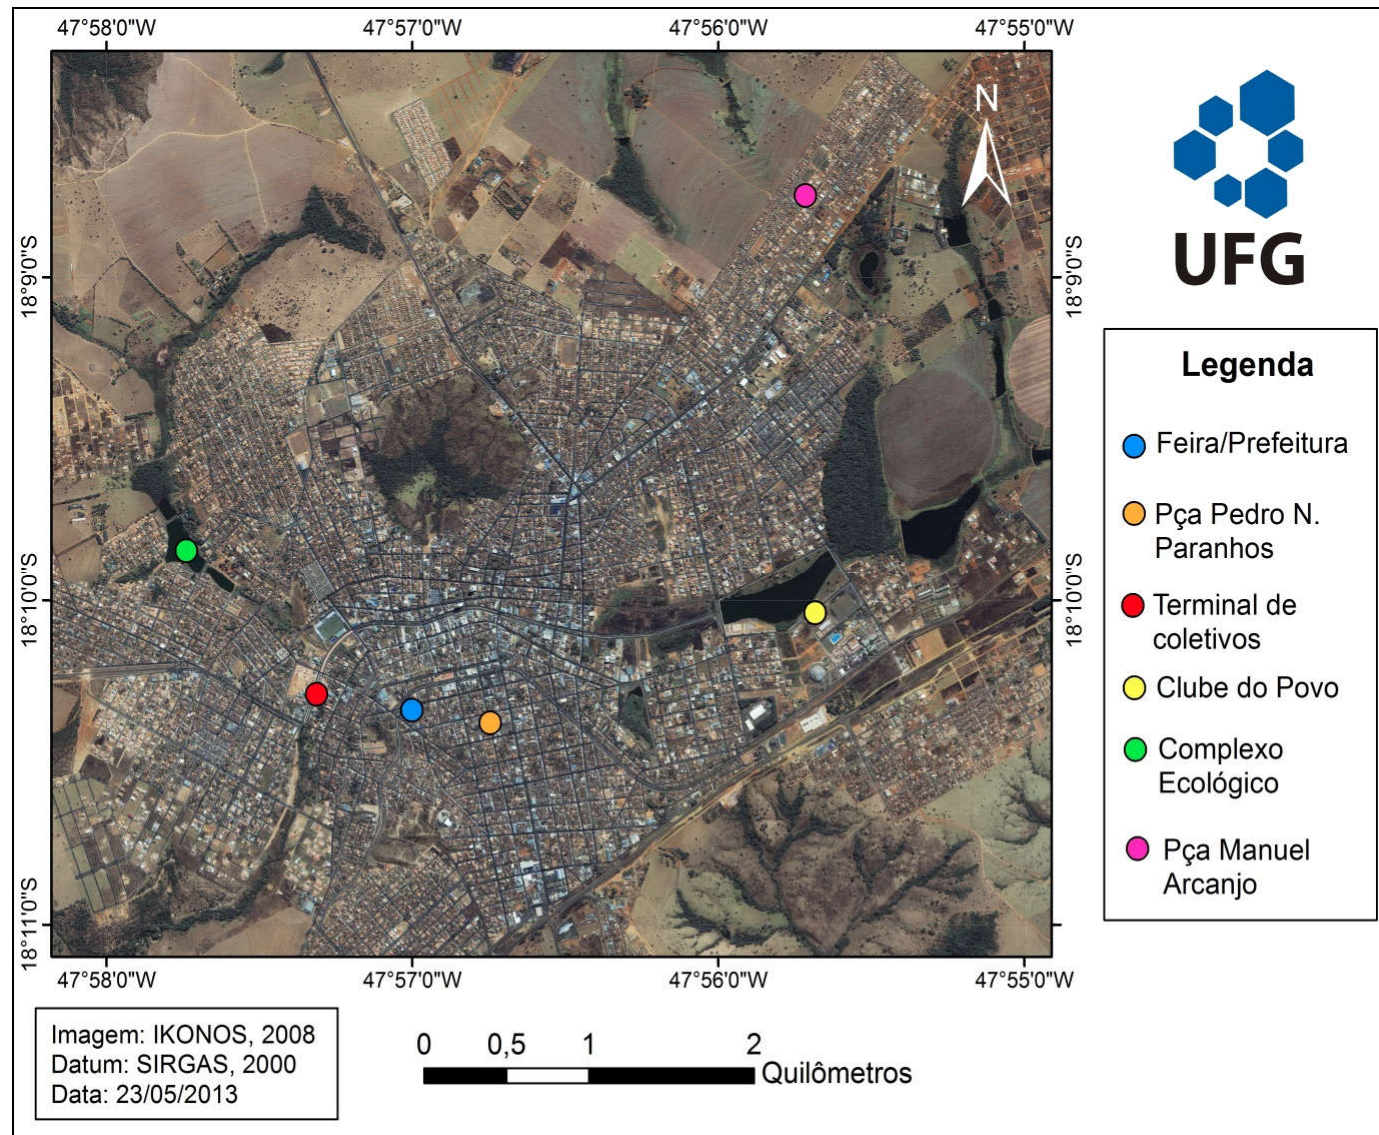 47°58'0"W 47°57'0"W 47°56'0"W 47°55'0"W
N
UFG
18°9'0"S 18°9'0"S
Legenda
Feira/Prefeitura
Pça Pedro N.
Paranhos
Terminal de
coletivos
Clube do Povo
Complexo
Ecológico
Pça Manuel
Arcanjo
18°10'0"S 18°10'0"S
18°11'0"S
47°58'0"W 47°57'0"W 47°56'0"W 47°55'0"W
Imagem: IKONOS, 2008
Datum: SIRGAS, 2000
Data: 23/05/2013
0 0,5 1 2
Quilômetros